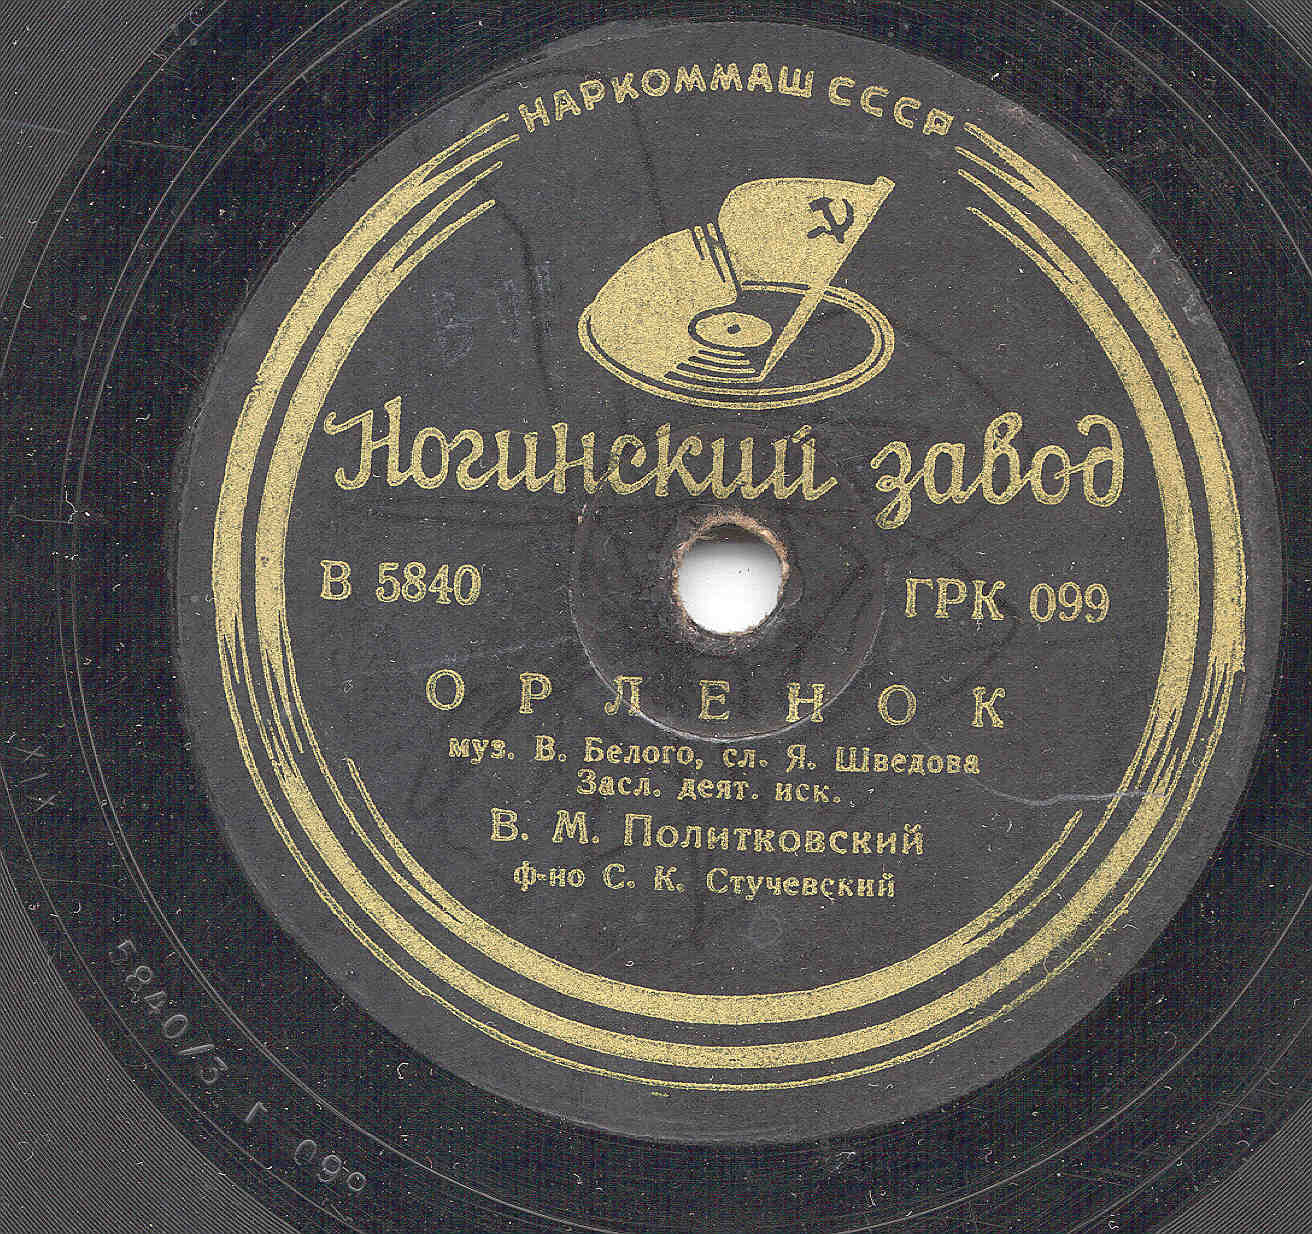 НАРКОММАШ СССР
Ногинский завод
В 5840 ГРК 099
ОРЛЕНОК
муз. В. Белого, сл. Я. Шведова
Засл. деят. иск.
В. М. Политковский
ф-но С. К. Стучевский
5840/3 Г 099
XIX